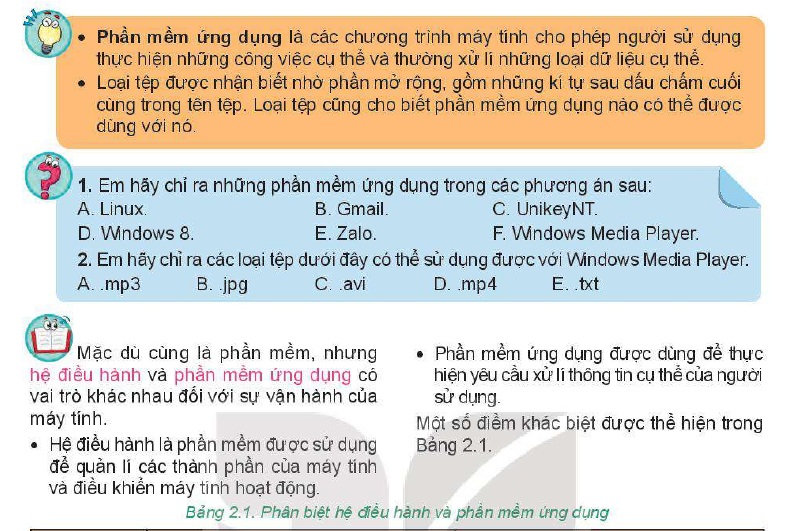 • Phần mềm ứng dụng là các chương trình máy tính cho phép người sử dụng
thực hiện những công việc cụ thể và thường xử lí những loại dữ liệu cụ thể.
• Loại tệp được nhận biết nhờ phần mở rộng, gồm những kí tự sau dấu chấm cuối
cùng trong tên tệp. Loại tệp cũng cho biết phần mềm ứng dụng nào có thể được
dùng với nó.
1. Em hãy chỉ ra những phần mềm ứng dụng trong các phương án sau:
A. Linux. B. Gmail. C. UnikeyNT.
D. Windows 8. E. Zalo. F. Windows Media Player.
2. Em hãy chỉ ra các loại tệp dưới đây có thể sử dụng được với Windows Media Player.
A. .mp3 B. .jpg C. .avi D. .mp4 E. .txt
Mặc dù cùng là phần mềm, nhưng
hệ điều hành và phần mềm ứng dụng có
vai trò khác nhau đối với sự vận hành của
máy tính.
• Hệ điều hành là phần mềm được sử dụng
để quản lí các thành phần của máy tính
và điều khiển máy tính hoạt động.
• Phần mềm ứng dụng được dùng để thực
hiện yêu cầu xử lí thông tin cụ thể của người
sử dụng.
Một số điểm khác biệt được thể hiện trong
Bảng 2.1.
Bảng 2.1. Phân biệt hệ điều hành và phần mềm ứng dụng